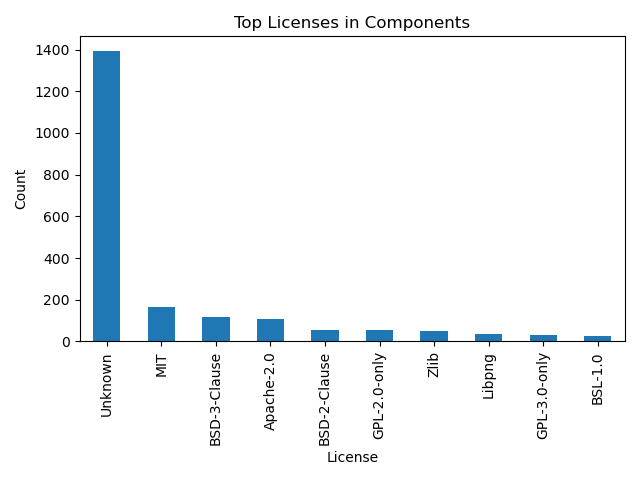 Top Licenses in Components
Count
1400
1200
1000
800
600
400
200
0
Unknown
MIT
BSD-3-Clause
Apache-2.0
BSD-2-Clause
GPL-2.0-only
Zlib
Libpng
GPL-3.0-only
BSL-1.0
License